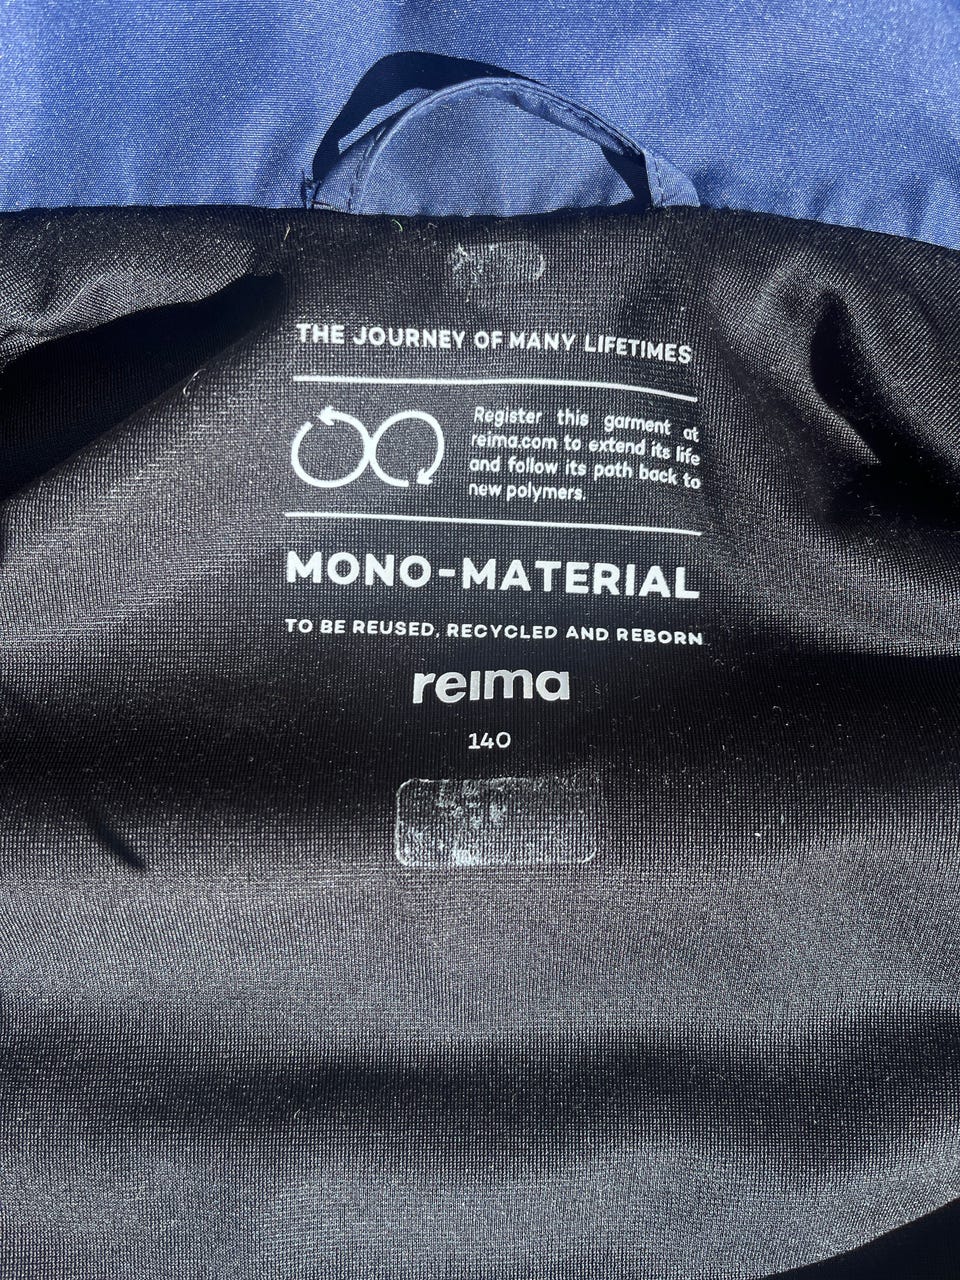 THE JOURNEY OF MANY LIFETIMES
Register this garment at
reima.com to extend its life
and follow its path back to
new polymers.
MONO-MATERIAL
TO BE REUSED, RECYCLED AND REBORN
reima
140